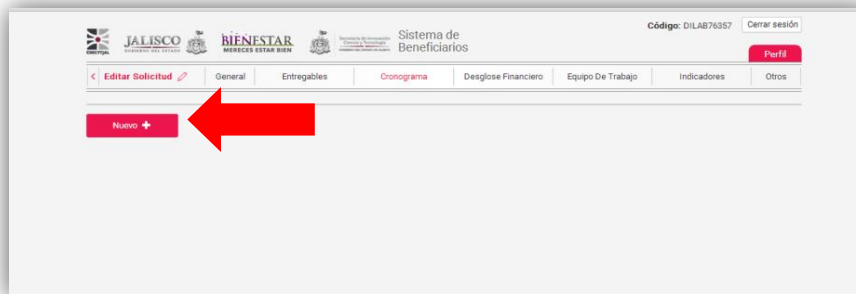 Código: DILAB76357
Cerrar sesión
JALISCO
GOBIERNO DEL ESTADO
BIENESTAR
MERECES ESTAR BIEN
Sistema de
Beneficiarios
Perfil
< Editar Solicitud
General
Entregables
Cronograma
Desglose Financiero
Equipo De Trabajo
Indicadores
Otros
Nuevo +